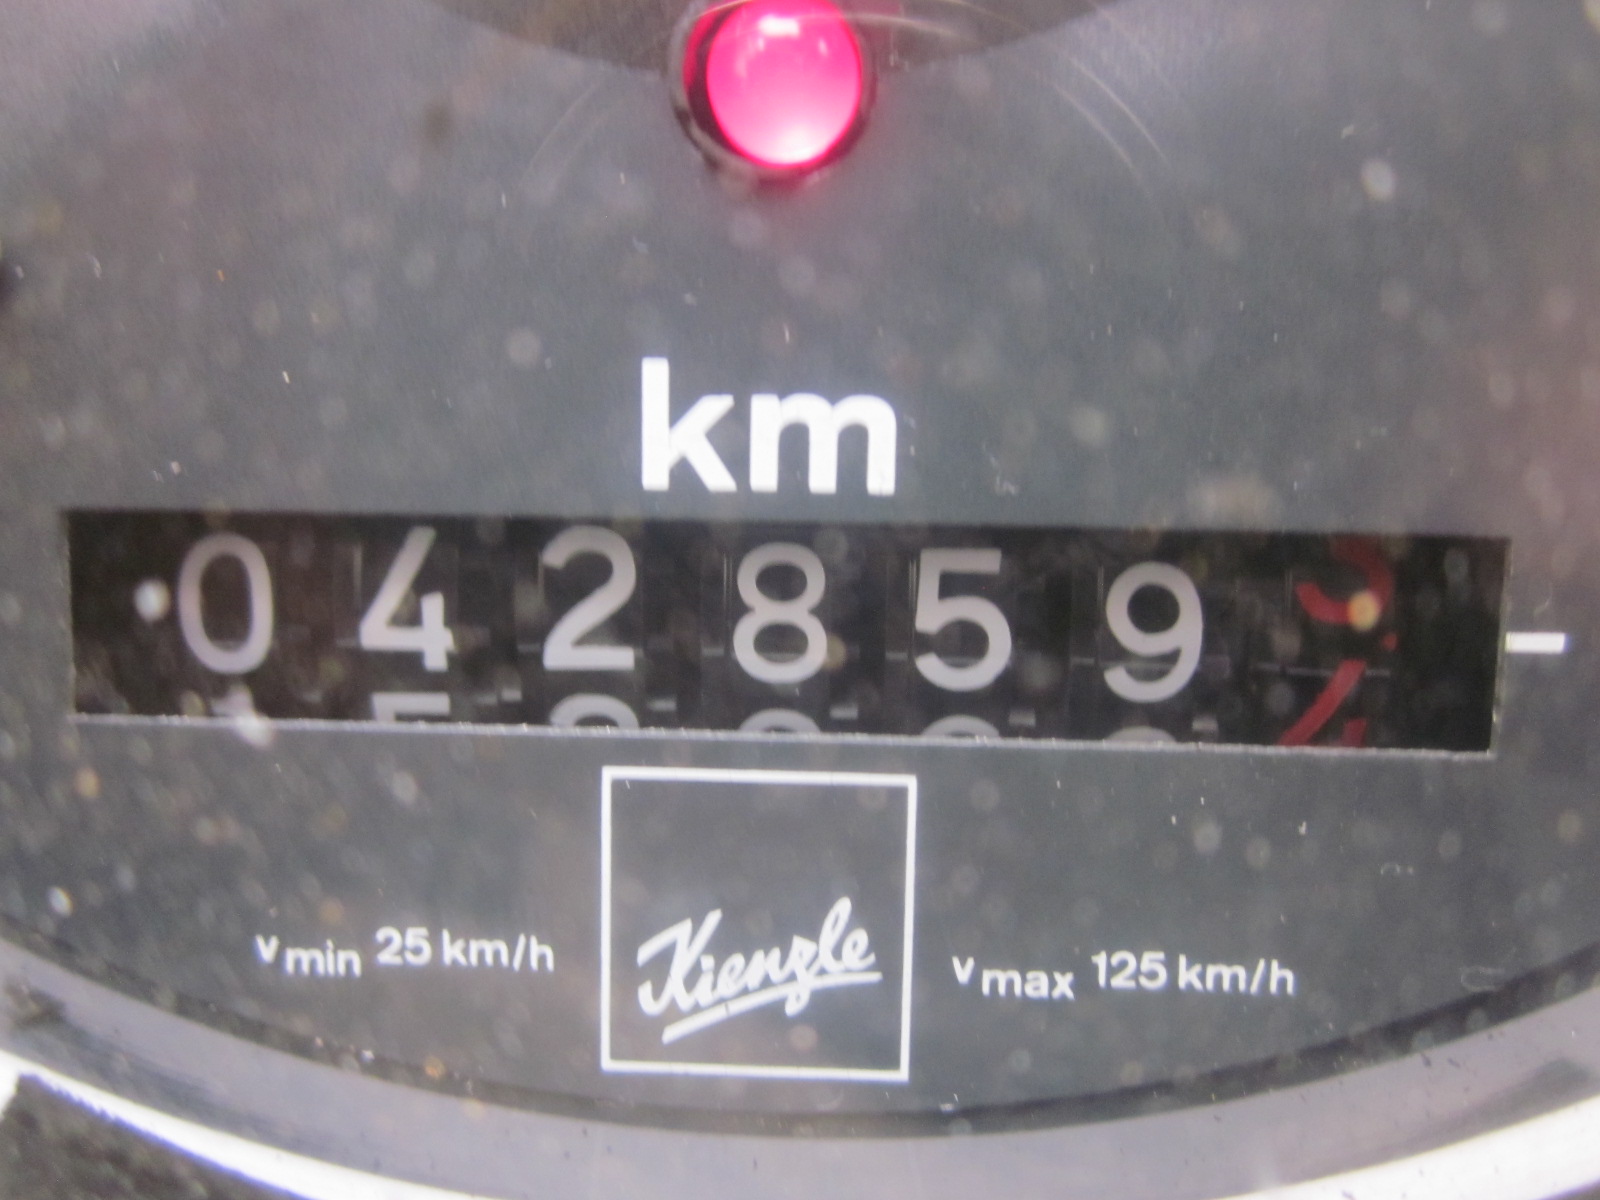 km
042859
vmin 25 km/h
Kienzle
vmax 125 km/h